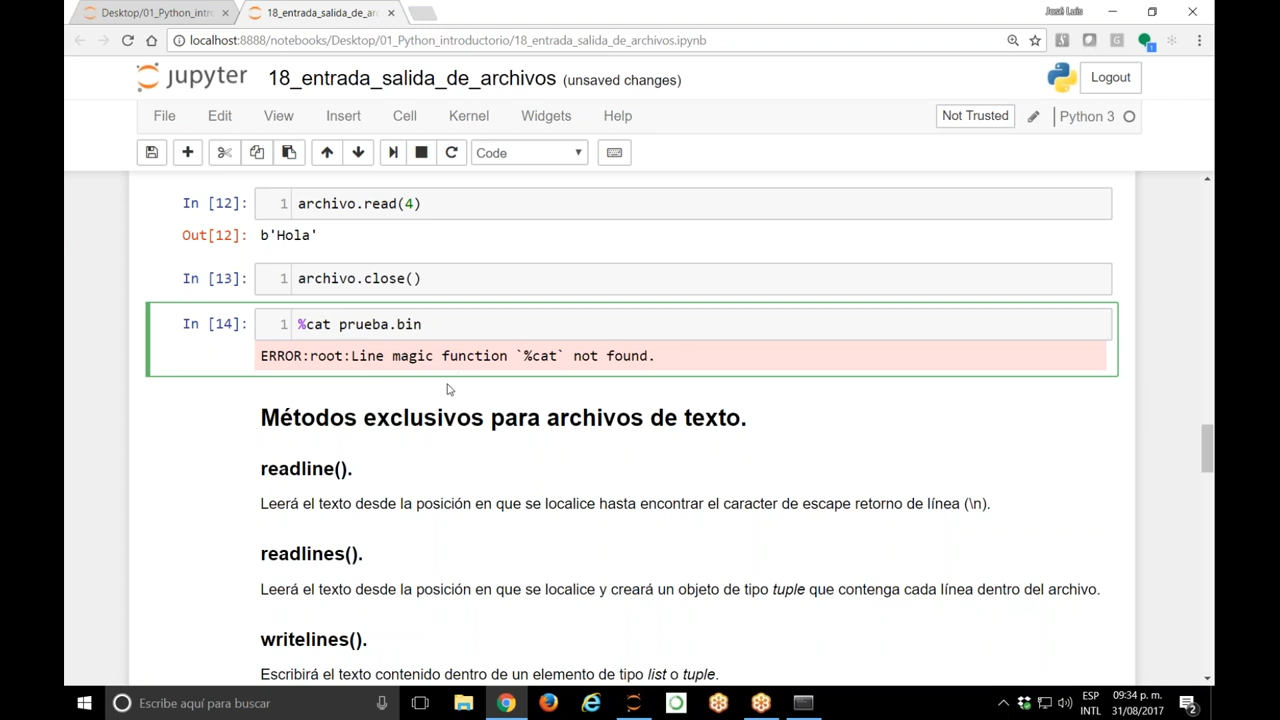 Desktop/01_Python_intro
18_entrada_salida_de_ar
José Luis
localhost:8888/notebooks/Desktop/01_Python_introductorio/18_entrada_salida_de_archivos.ipynb
jupyter 18_entrada_salida_de_archivos (unsaved changes)
Logout
File Edit View Insert Cell Kernel Widgets Help
Not Trusted
Python 3
Code
In [12]: 1 archivo.read(4)
Out[12]: b'Hola'
In [13]: 1 archivo.close()
In [14]: 1 %cat prueba.bin
ERROR:root:Line magic function `%cat` not found.
Métodos exclusivos para archivos de texto.
readline().
Leerá el texto desde la posición en que se localice hasta encontrar el caracter de escape retorno de línea (\n).
readlines().
Leerá el texto desde la posición en que se localice y creará un objeto de tipo tuple que contenga cada línea dentro del archivo.
writelines().
Escribirá el texto contenido dentro de un elemento de tipo list o tuple.
Escribe aquí para buscar
ESP
INTL
09:34 p. m.
31/08/2017
2